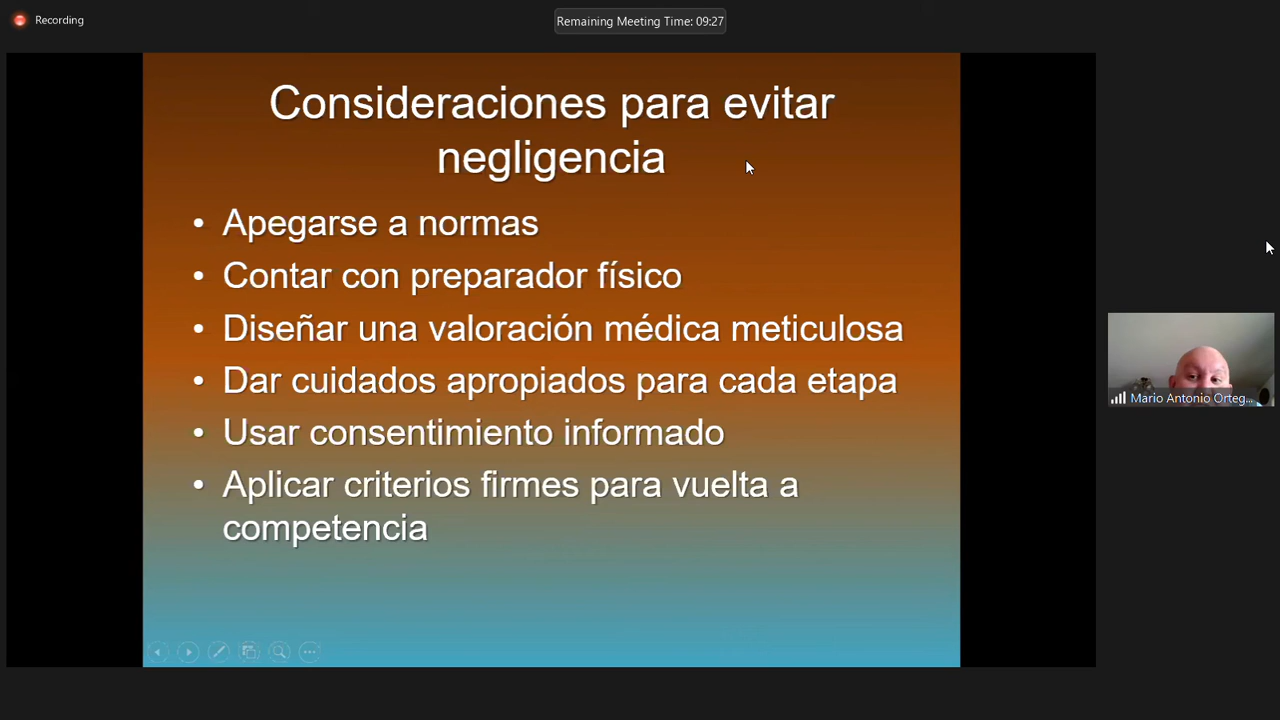 Recording
Remaining Meeting Time: 09:27
Consideraciones para evitar
negligencia
• Apegarse a normas
• Contar con preparador físico
• Diseñar una valoración médica meticulosa
• Dar cuidados apropiados para cada etapa
• Usar consentimiento informado
• Aplicar criterios firmes para vuelta a
competencia
Mario Antonio Orteg...